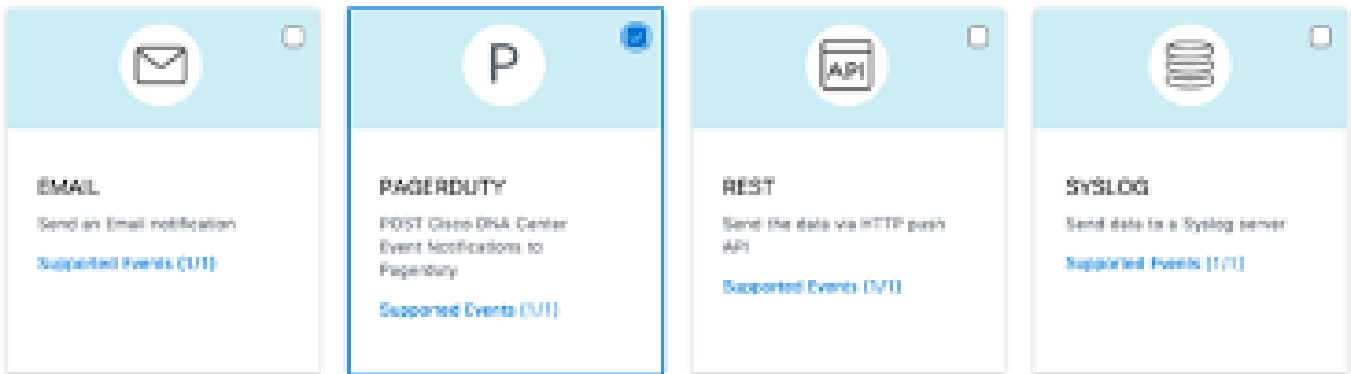 P
API
EMAIL
Send an Email notification
Supported Events (1/1)
PAGERDUTY
POST Cisco DNA Center
Event Notifications to
Pagerduty
Supported Events (1/1)
REST
Send the data via HTTP push
API
Supported Events (1/1)
SYSLOG
Send data to a Syslog server
Supported Events (1/1)